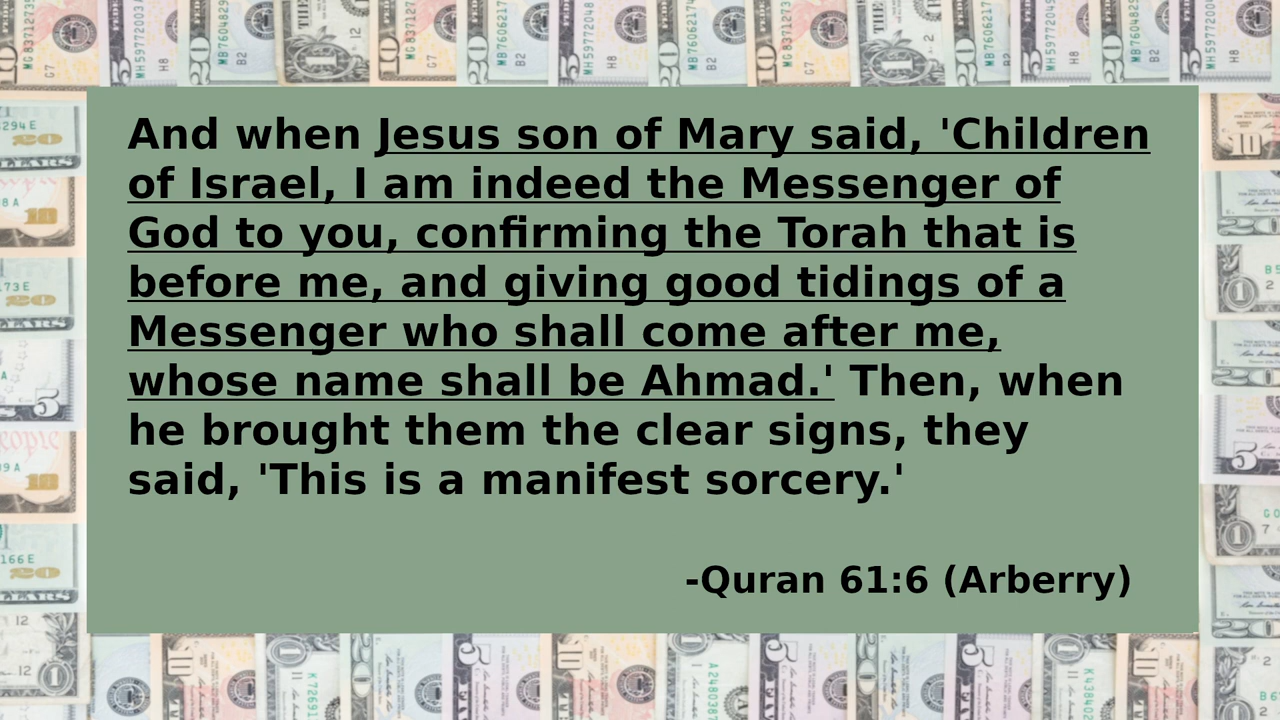 And when Jesus son of Mary said, 'Children
of Israel, I am indeed the Messenger of
God to you, confirming the Torah that is
before me, and giving good tidings of a
Messenger who shall come after me,
whose name shall be Ahmad.' Then, when
he brought them the clear signs, they
said, 'This is a manifest sorcery.'
-Quran 61:6 (Arberry)